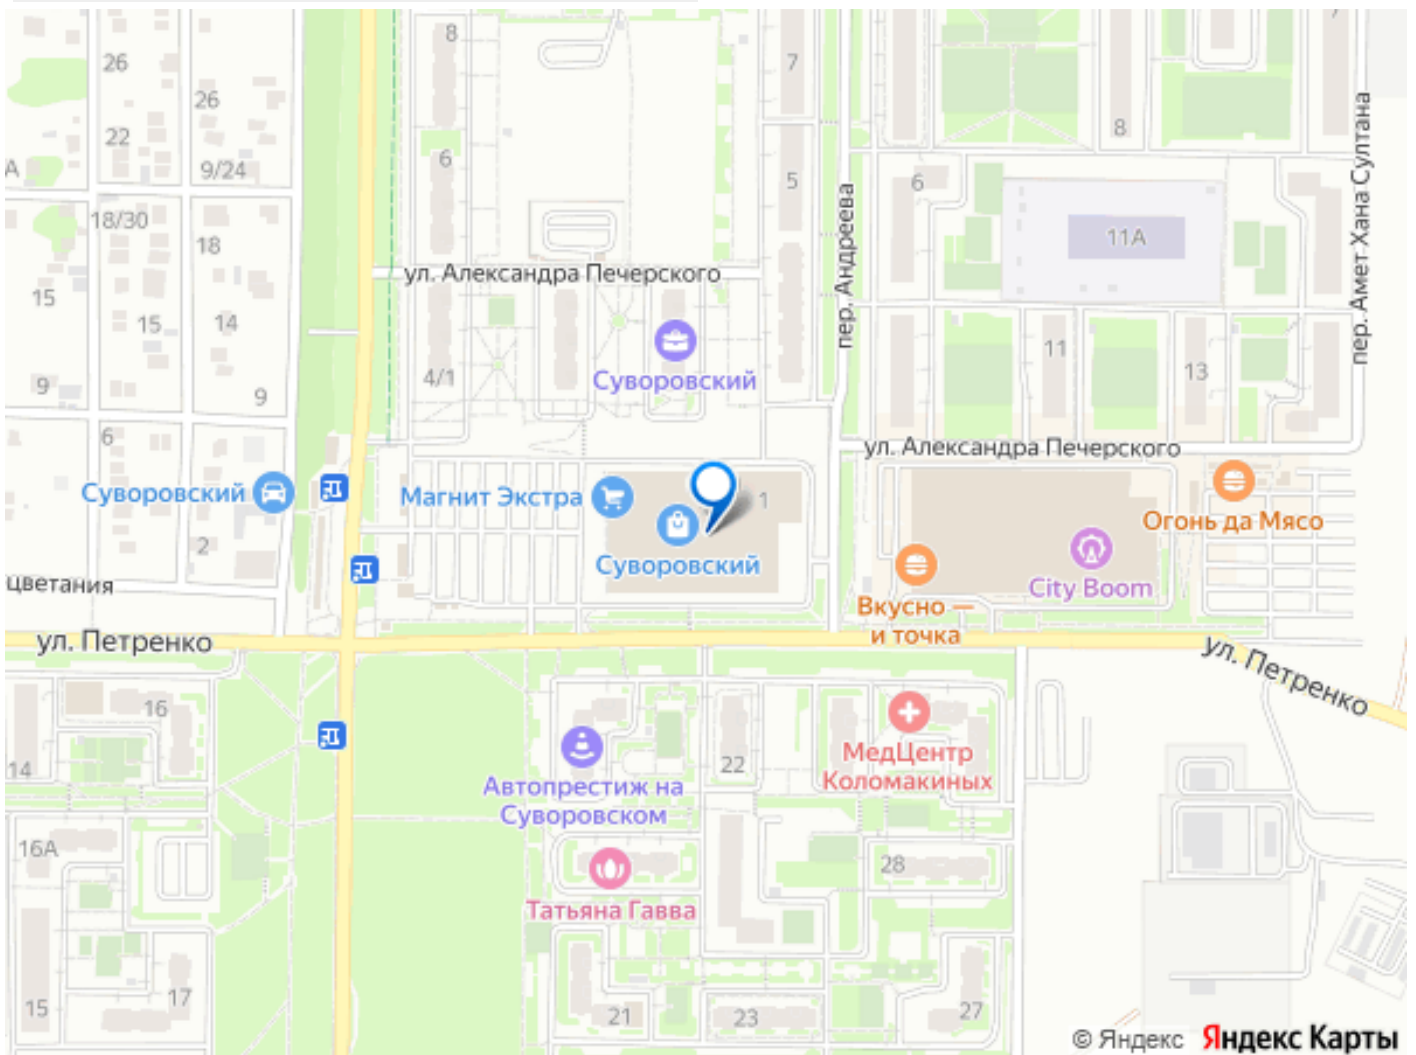 8
7
26
26
22
8
6
9/24
А
5
6
18/30
18
11А
пер. Амет-Хана Султана
пер. Андреева
ул. Александра Печерского
15
15
14
11
13
4/1
Суворовский
9
9
6
ул. Александра Печерского
Суворовский
Магнит Экстра
1
Огонь да Мясо
2
Суворовский
City Boom
цветания
Вкусно —
и точка
ул. Петренко
ул. Петренко
16
14
22
МедЦентр
Коломакиных
Автопрестиж на
Суворовском
16А
28
Татьяна Гавва
15
17
21
23
27
© Яндекс Яндекс Карты